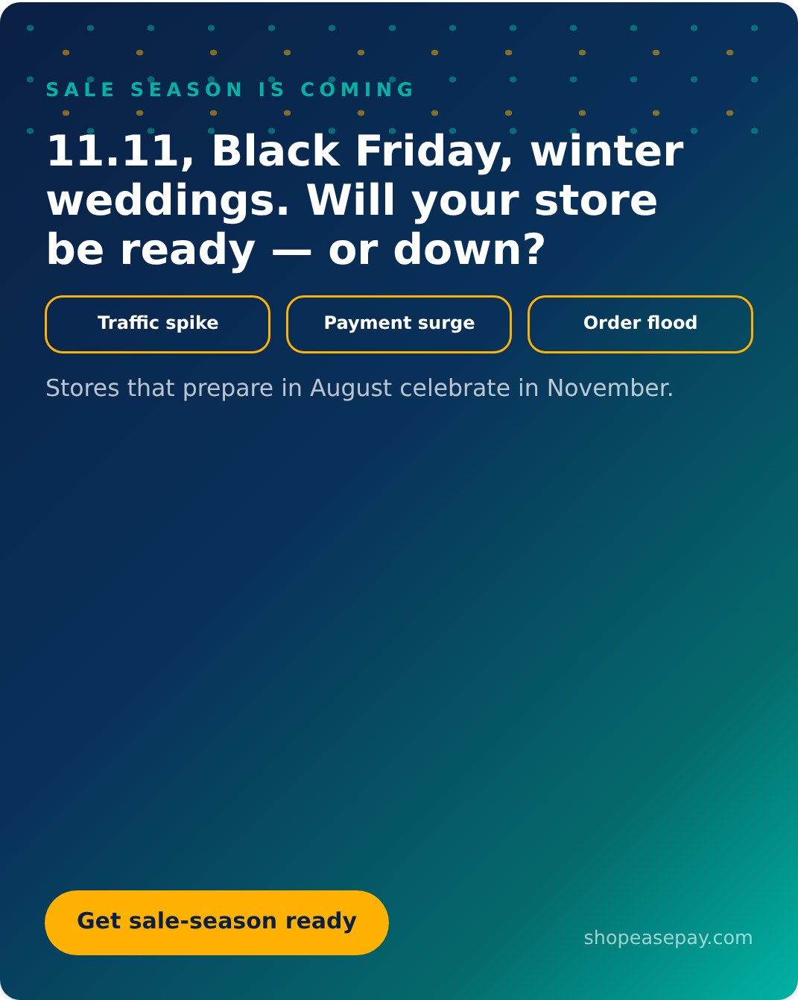 SALE SEASON IS COMING
11.11, Black Friday, winter
weddings. Will your store
be ready — or down?
Traffic spike
Payment surge
Order flood
Stores that prepare in August celebrate in November.
Get sale-season ready
shopeasepay.com